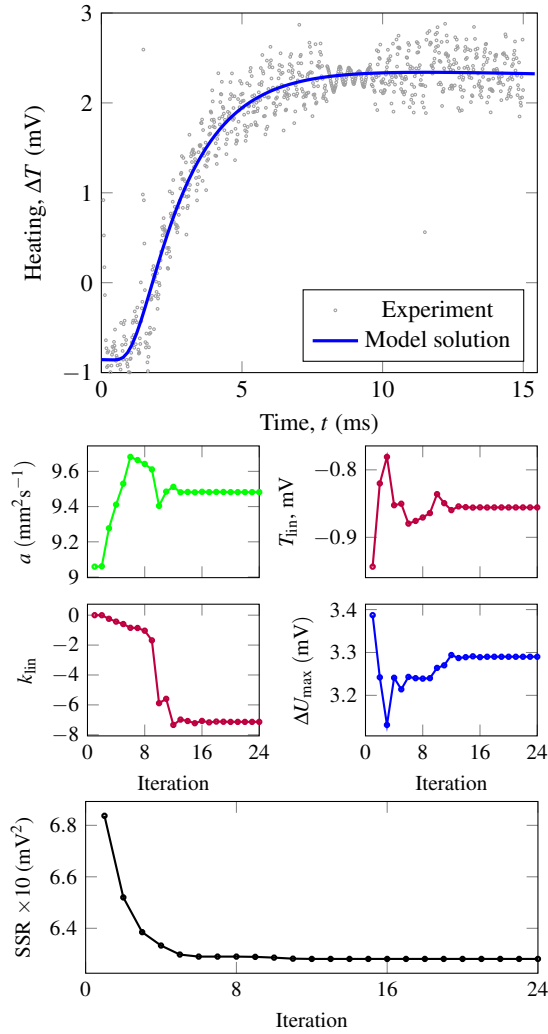 3
2
1
0
−1
0
5
10
15
Heating, ΔT (mV)
Experiment
Model solution
Time, t (ms)
9.6
9.4
9.2
9
a (mm²s⁻¹)
−0.8
−0.9
T_lin, mV
0
−2
−4
−6
−8
k_lin
0 8 16 24
Iteration
3.4
3.3
3.2
ΔU_max (mV)
0 8 16 24
Iteration
6.8
6.6
6.4
SSR ×10 (mV²)
0 8 16 24
Iteration